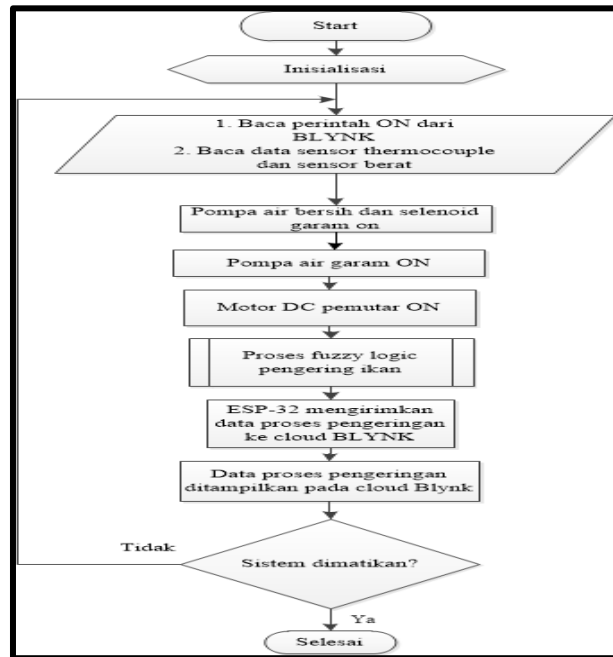 Start
Inisialisasi
1. Baca perintah ON dari
BLYNK
2. Baca data sensor thermocouple
dan sensor berat
Pompa air bersih dan selenoid
garam on
Pompa air garam ON
Motor DC pemutar ON
Proses fuzzy logic
pengering ikan
ESP-32 mengirimkan
data proses pengeringan
ke cloud BLYNK
Data proses pengeringan
ditampilkan pada cloud Blynk
Tidak
Sistem dimatikan?
Ya
Selesai